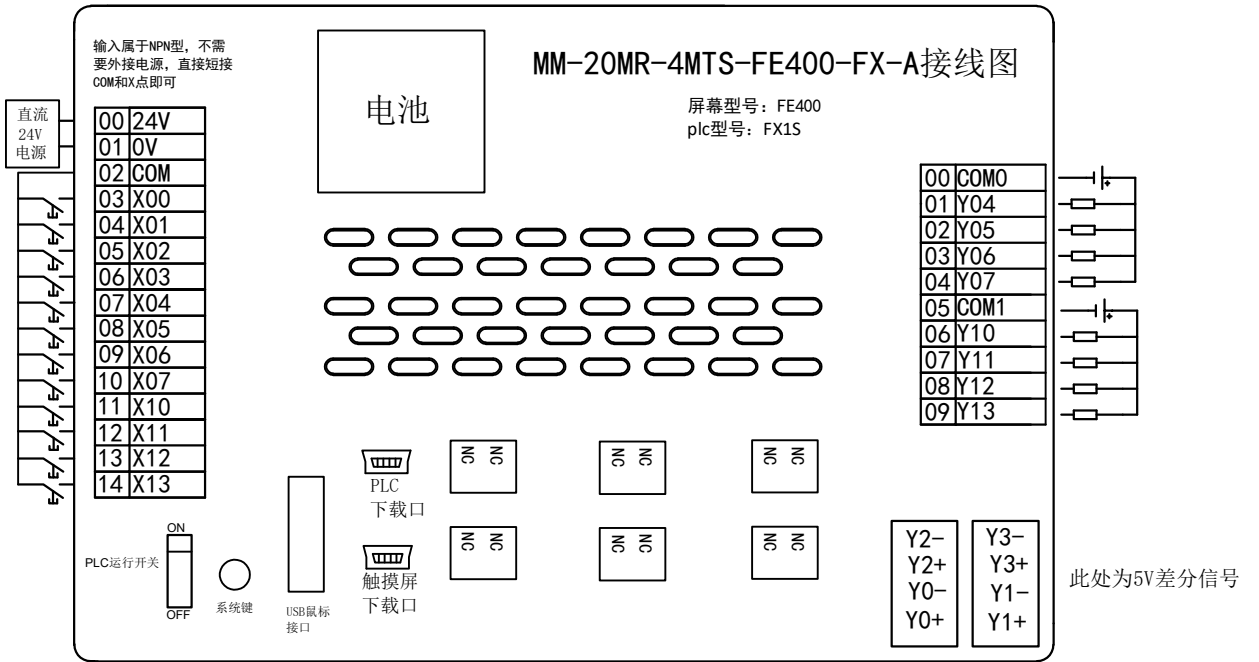 输入属于NPN型，不需
要外接电源，直接短接
COM和X点即可
MM-20MR-4MTS-FE400-FX-A接线图
屏幕型号：FE400
plc型号：FX1S
电池
直流
24V
电源
00 24V
01 0V
02 COM
03 X00
04 X01
05 X02
06 X03
07 X04
08 X05
09 X06
10 X07
11 X10
12 X11
13 X12
14 X13
00 COM0
01 Y04
02 Y05
03 Y06
04 Y07
05 COM1
06 Y10
07 Y11
08 Y12
09 Y13
PLC
下载口
NC NC
NC NC
NC NC
触摸屏
下载口
NC NC
NC NC
NC NC
ON
PLC运行开关
OFF
系统键
USB鼠标
接口
Y2-
Y2+
Y0-
Y0+
Y3-
Y3+
Y1-
Y1+
此处为5V差分信号